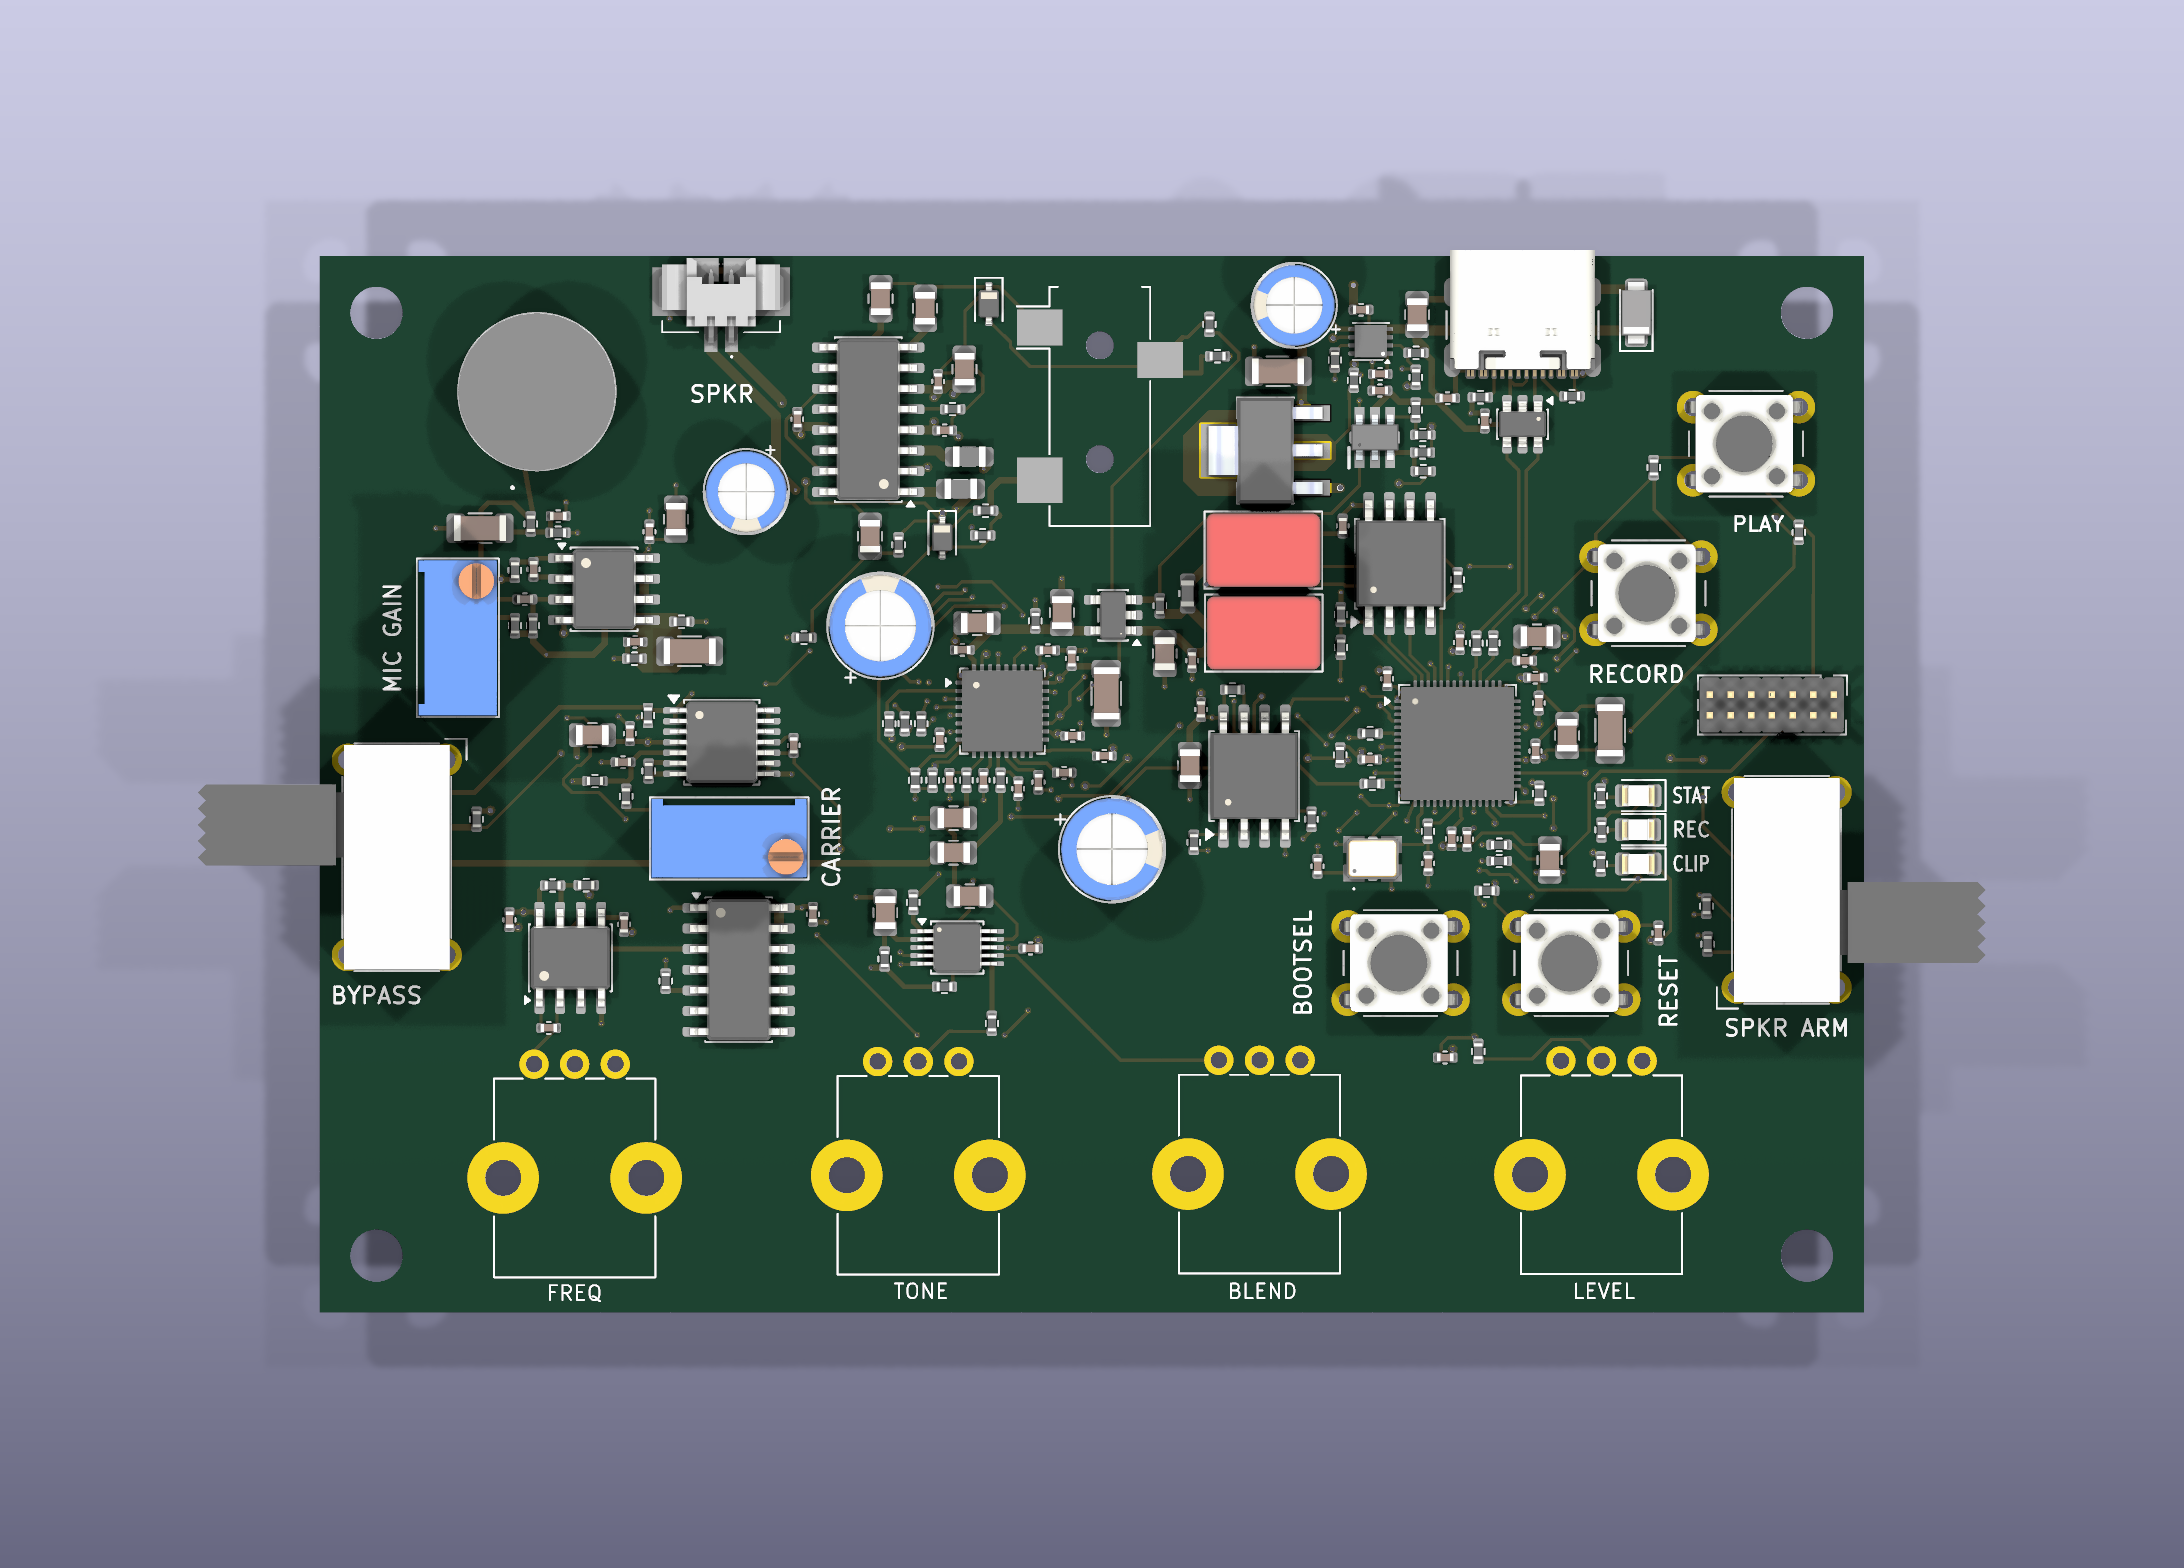 SPKR
PLAY
MIC GAIN
RECORD
STAT
REC
CLIP
CARRIER
BYPASS
BOOTSEL
RESET
SPKR ARM
FREQ
TONE
BLEND
LEVEL